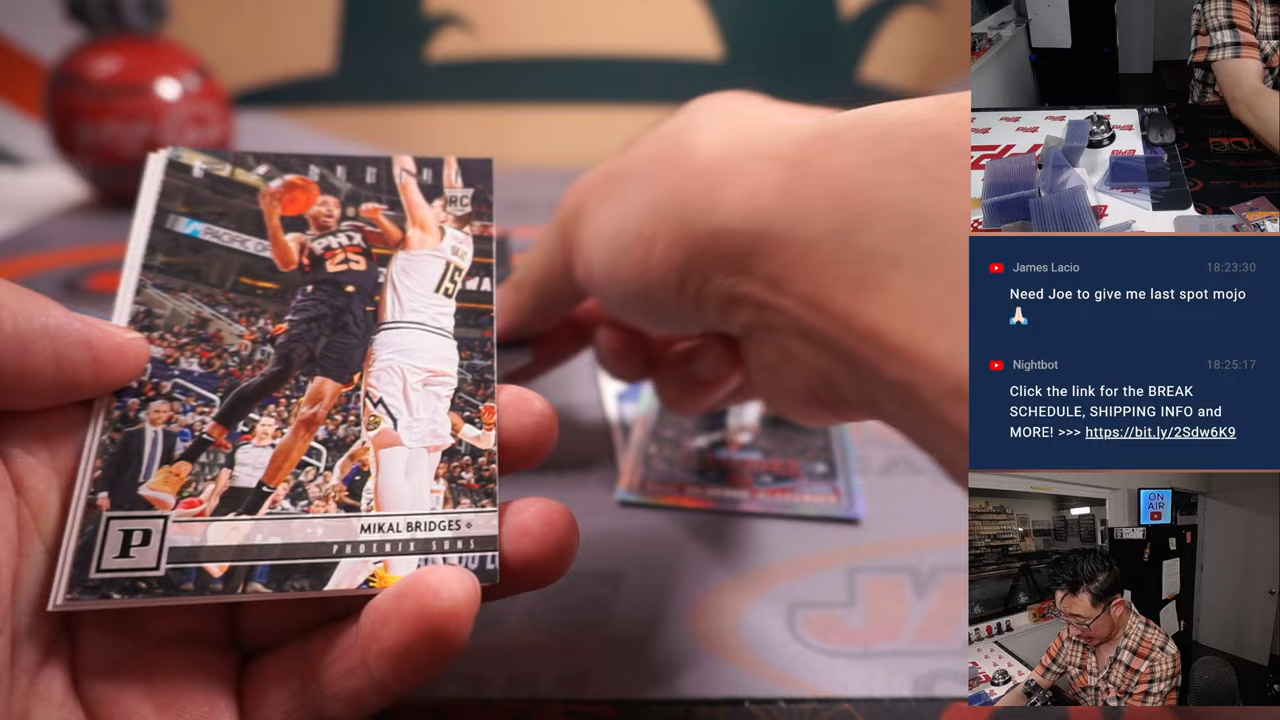 RC
PACIFIC
PHX
25
15
MIKAL BRIDGES
PHOENIX SUNS
P
James Lacio
18:23:30
Need Joe to give me last spot mojo
🙏🏻
Nightbot
18:25:17
Click the link for the BREAK
SCHEDULE, SHIPPING INFO and
MORE! >>> https://bit.ly/2Sdw6K9
ON
AIR